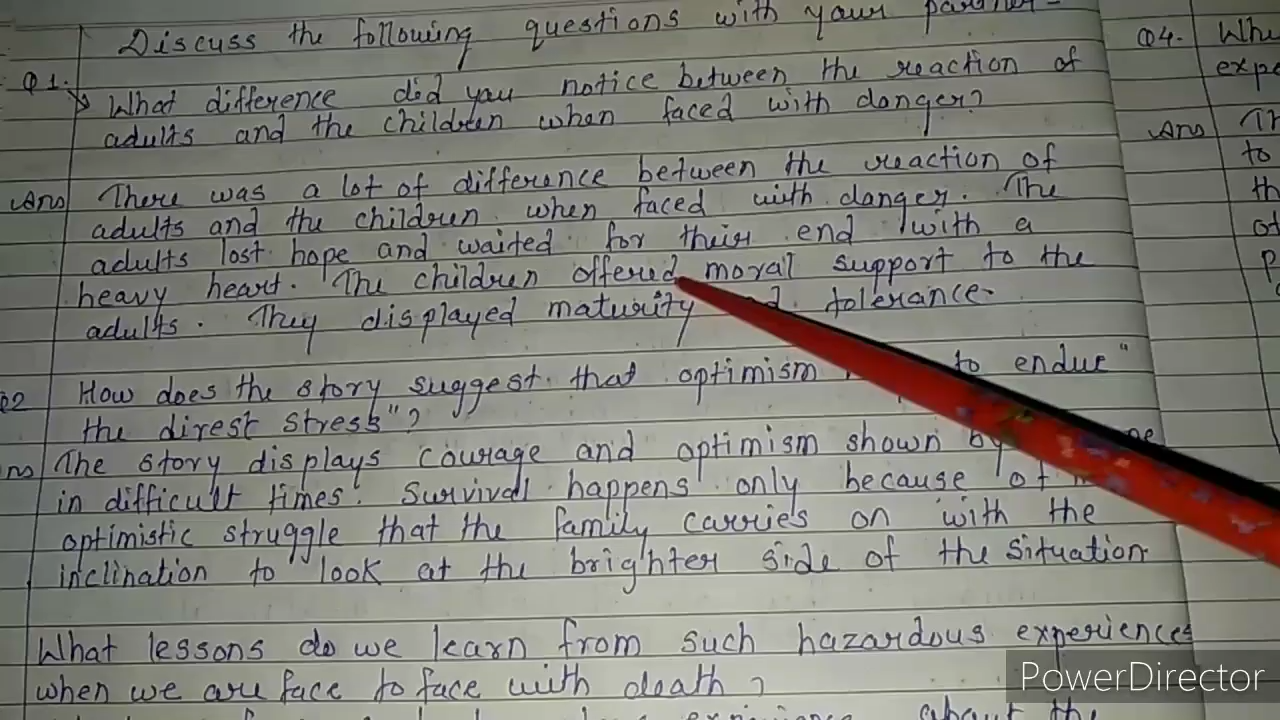 Discuss the following questions with your
Q1. What difference did you notice between the reaction of
adults and the children when faced with danger?
Ans There was a lot of difference between the reaction of
adults and the children when faced with danger. The
adults lost hope and waited for their end with a
heavy heart. The children offered moral support to the
adults. They displayed maturity tolerance.
How does the story suggest that optimism to endue"
the direst stress"?
The story displays courage and optimism shown by
in difficult times. Survival happens only because of
optimistic struggle that the family carries on with the
inclination to look at the brighter side of the situation
What lessons do we learn from such hazardous experiences
when we are face to face with death?
about the
Q4.
Ans
to
PowerDirector